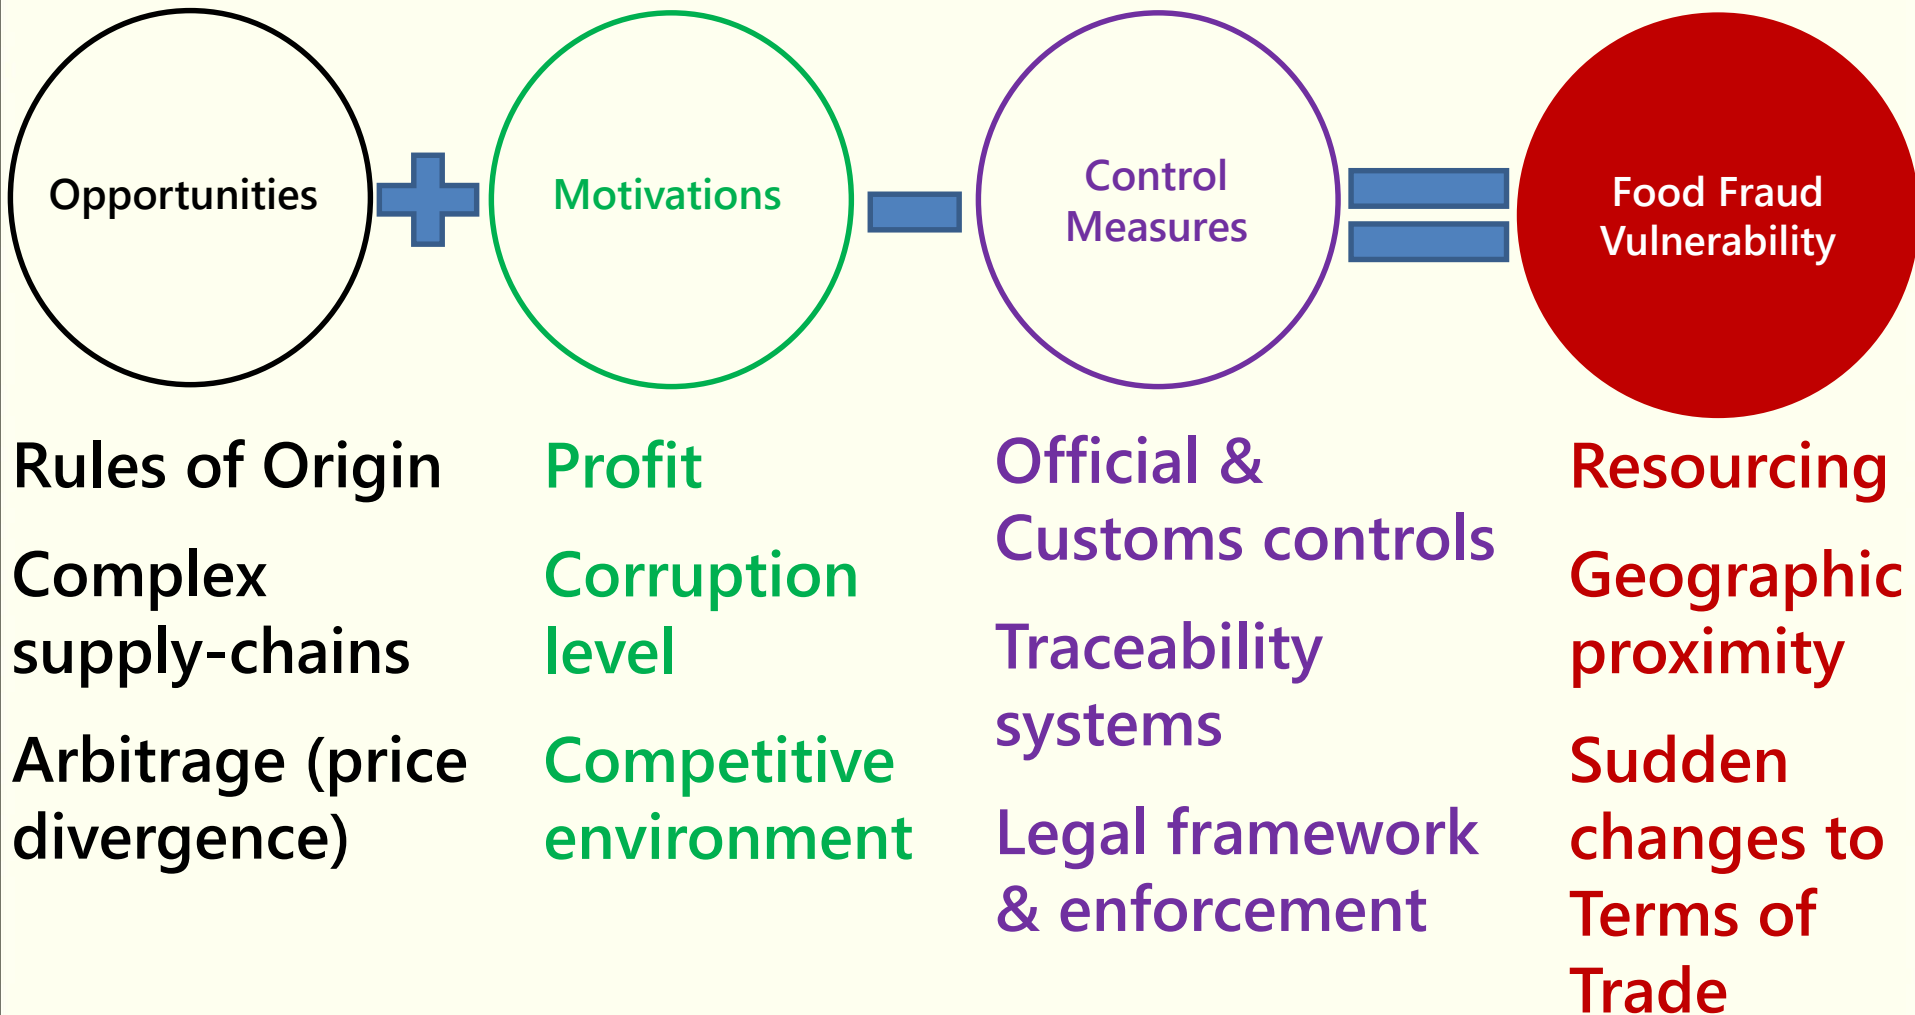 Opportunities
Motivations
Control
Measures
Food Fraud
Vulnerability
Rules of Origin
Complex
supply-chains
Arbitrage (price
divergence)
Profit
Corruption
level
Competitive
environment
Official &
Customs controls
Traceability
systems
Legal framework
& enforcement
Resourcing
Geographic
proximity
Sudden
changes to
Terms of
Trade